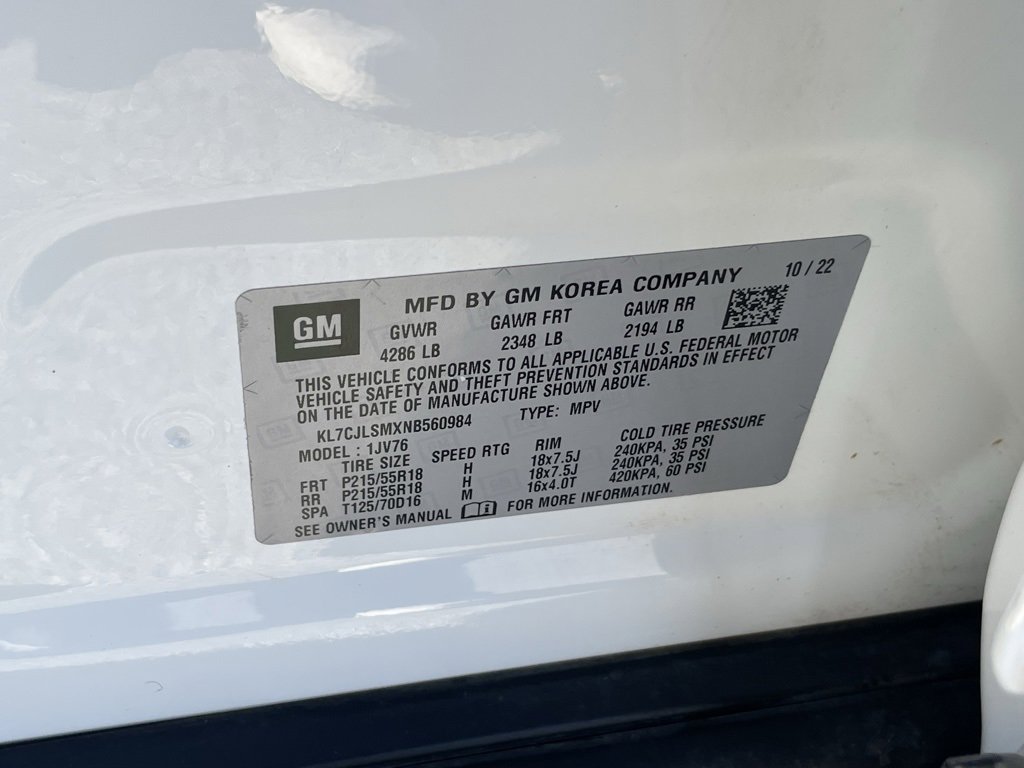 GM
MFD BY GM KOREA COMPANY 10 / 22
GVWR GAWR FRT GAWR RR
4286 LB 2348 LB 2194 LB
THIS VEHICLE CONFORMS TO ALL APPLICABLE U.S. FEDERAL MOTOR
VEHICLE SAFETY AND THEFT PREVENTION STANDARDS IN EFFECT
ON THE DATE OF MANUFACTURE SHOWN ABOVE.
KL7CJLSMXNB560984 TYPE: MPV
MODEL : 1JV76
TIRE SIZE SPEED RTG RIM COLD TIRE PRESSURE
FRT P215/55R18 H 18x7.5J 240KPA, 35 PSI
RR P215/55R18 H 18x7.5J 240KPA, 35 PSI
SPA T125/70D16 M 16x4.0T 420KPA, 60 PSI
SEE OWNER'S MANUAL FOR MORE INFORMATION.